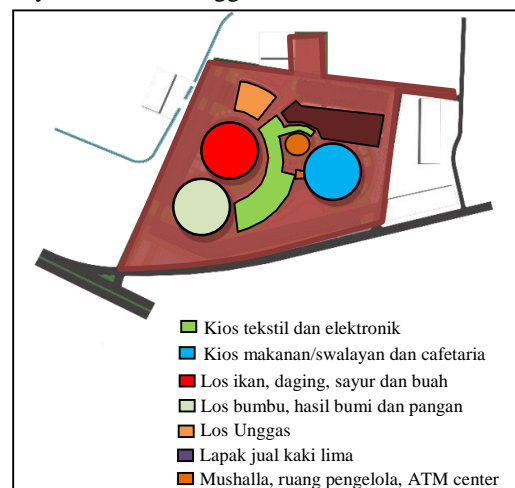 Kios tekstil dan elektronik
Kios makanan/swalayan dan cafetaria
Los ikan, daging, sayur dan buah
Los bumbu, hasil bumi dan pangan
Los Unggas
Lapak jual kaki lima
Mushalla, ruang pengelola, ATM center